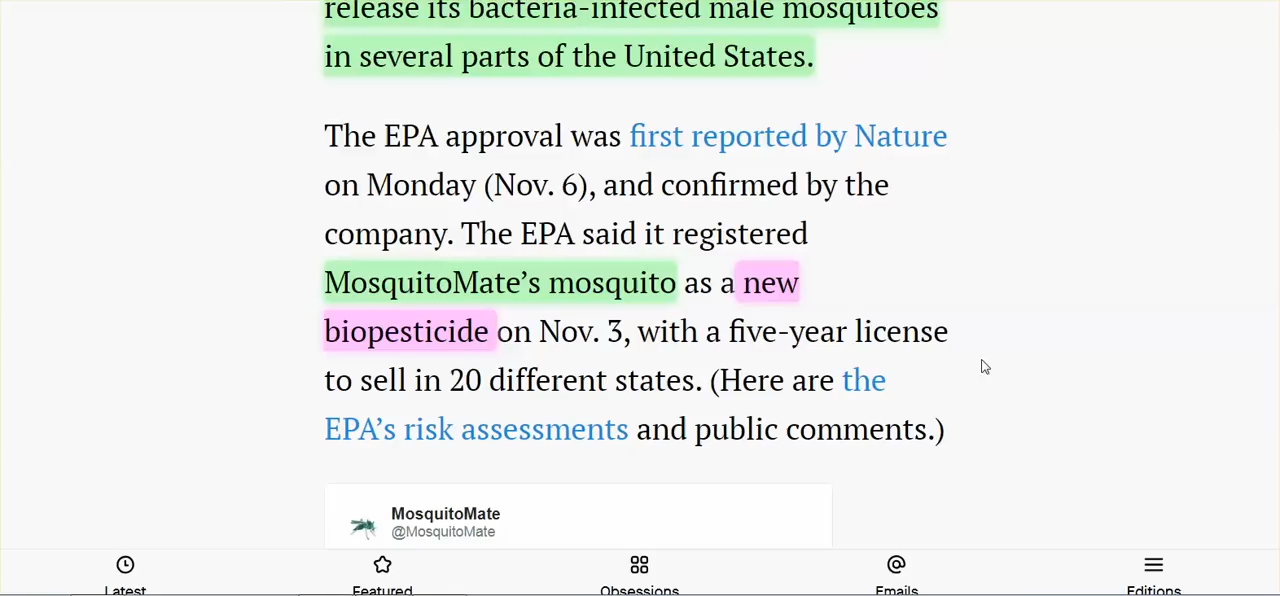 release its bacteria-infected male mosquitoes
in several parts of the United States.
The EPA approval was first reported by Nature
on Monday (Nov. 6), and confirmed by the
company. The EPA said it registered
MosquitoMate’s mosquito as a new
biopesticide on Nov. 3, with a five-year license
to sell in 20 different states. (Here are the
EPA’s risk assessments and public comments.)
MosquitoMate
@MosquitoMate
Latest
Featured
Obsessions
Emails
Editions